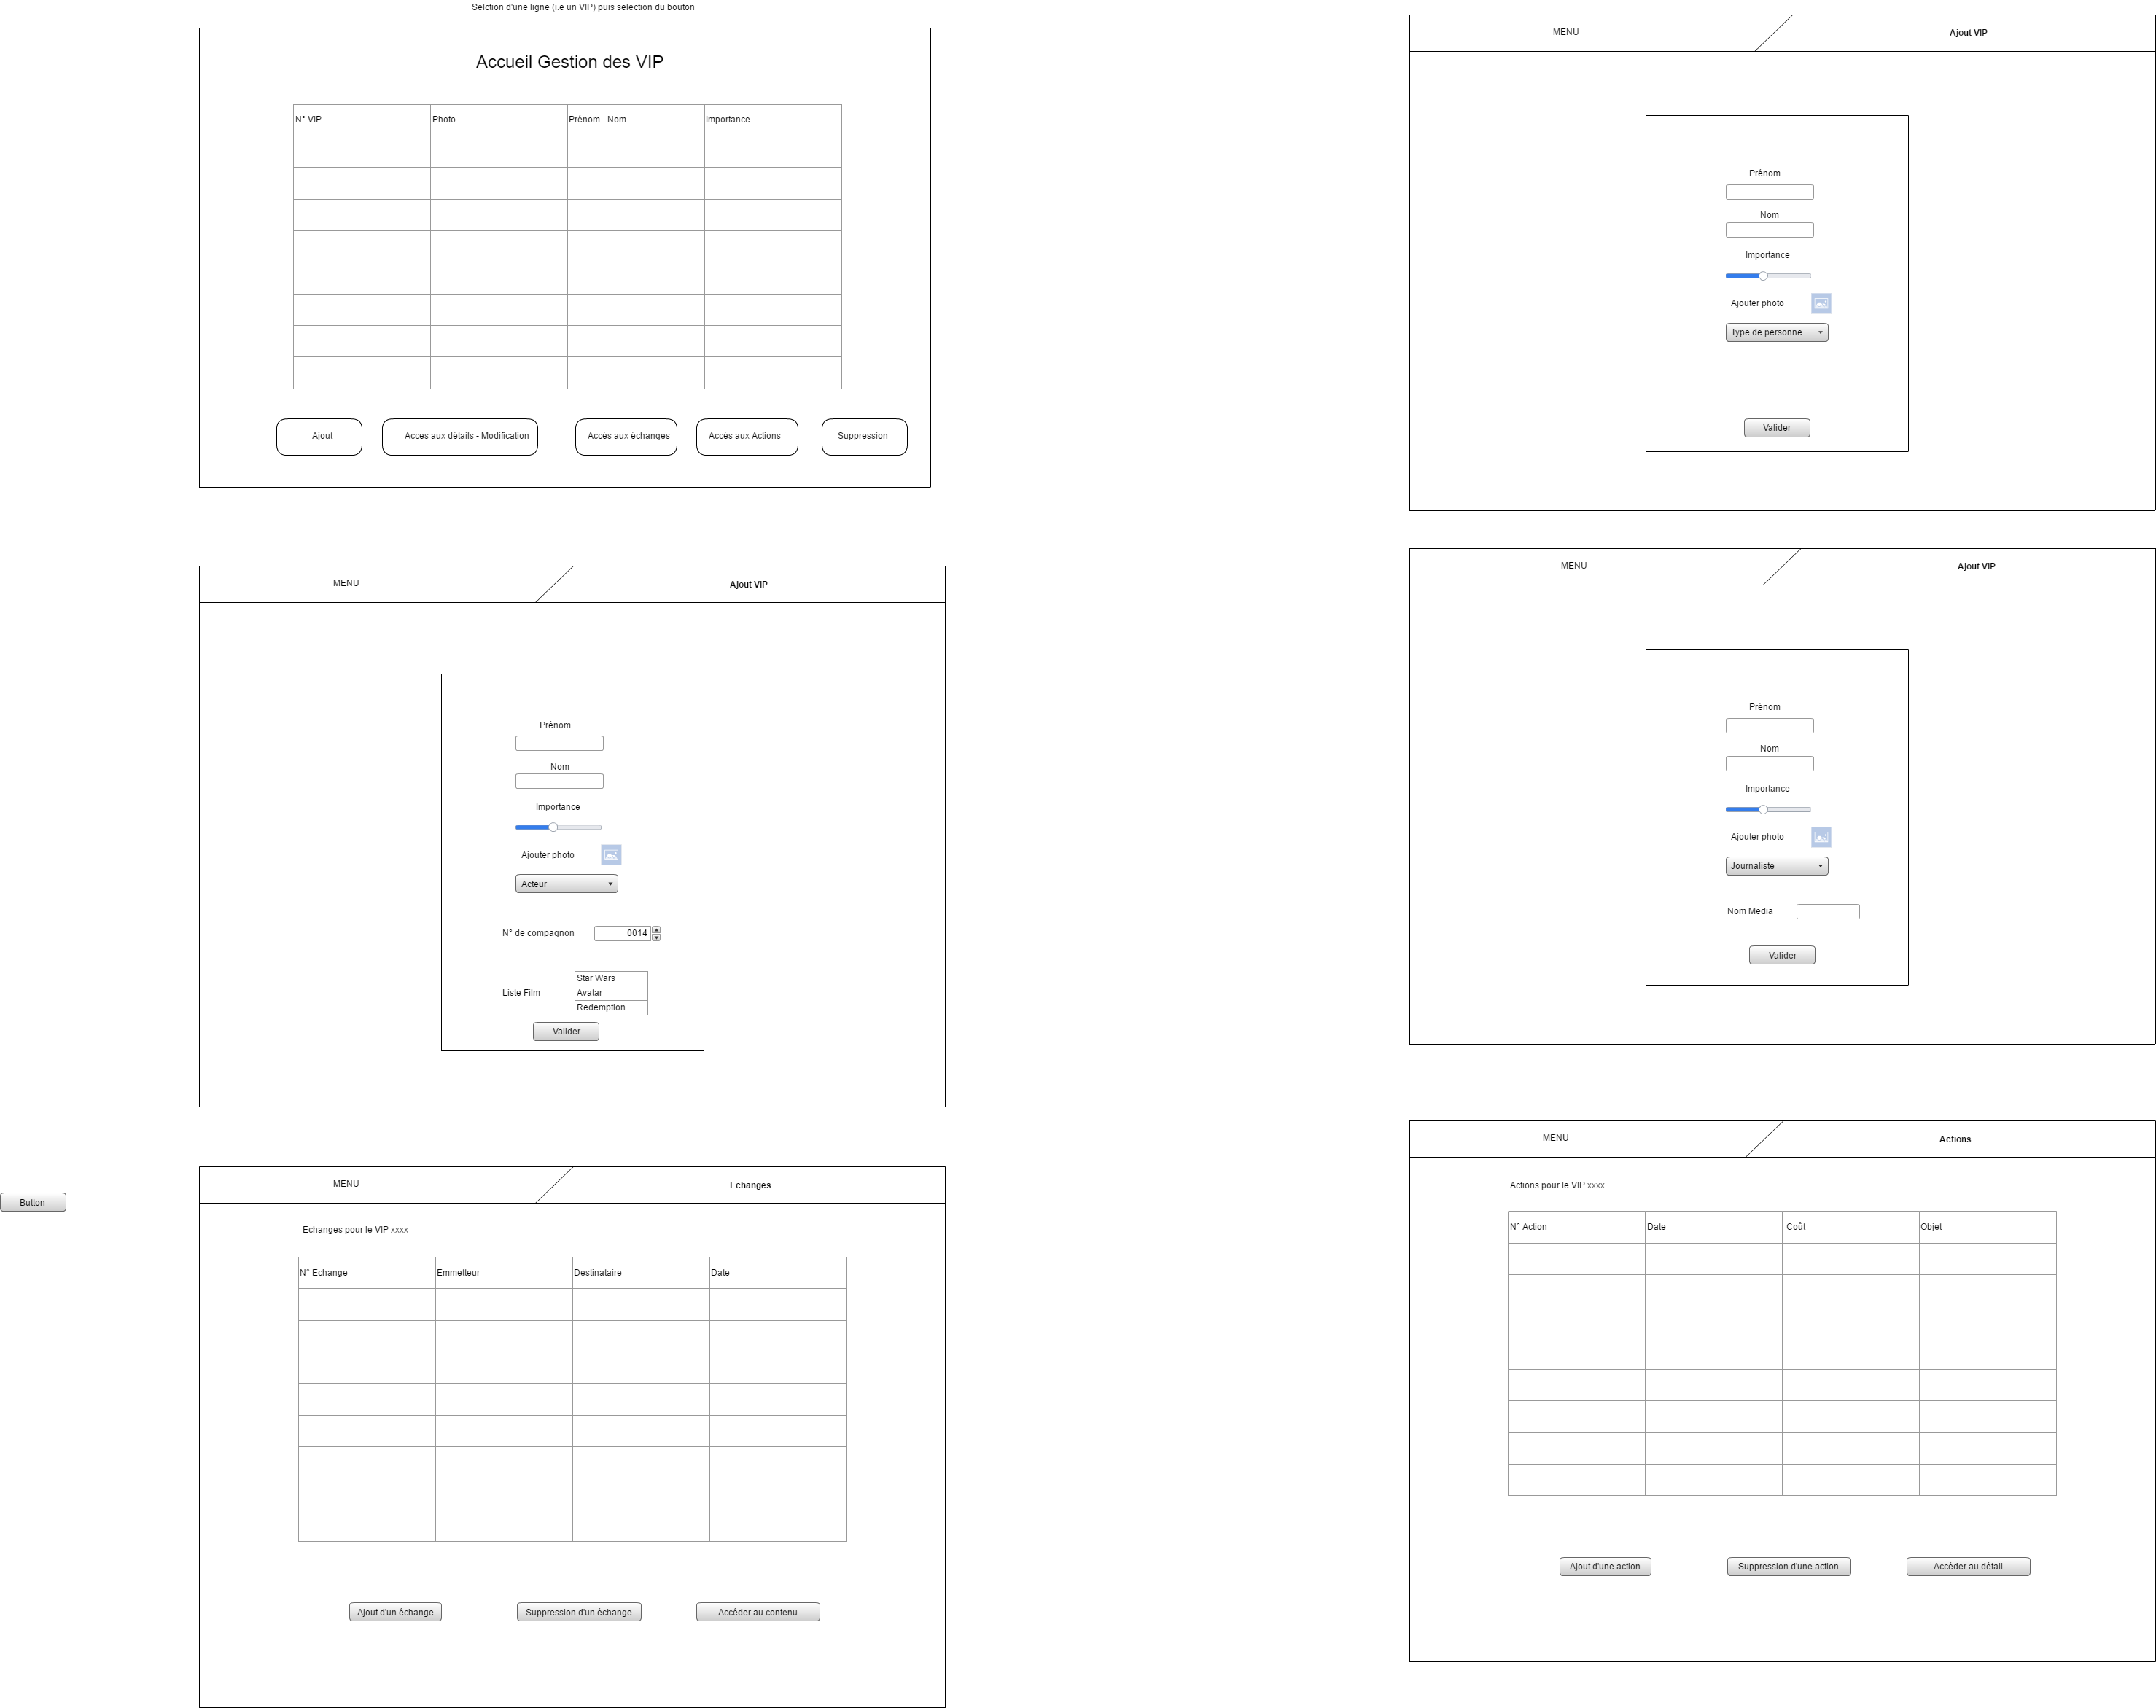 Selction d'une ligne (i.e un VIP) puis selection du bouton
Accueil Gestion des VIP
N° VIP Photo Prénom - Nom Importance
Ajout Acces aux détails - Modification Accès aux échanges Accès aux Actions Suppression
MENU Ajout VIP
Prénom
Nom
Importance
Ajouter photo
Type de personne
Valider
MENU Ajout VIP
Prénom
Nom
Importance
Ajouter photo
Acteur
N° de compagnon 0014
Liste Film
Star Wars
Avatar
Redemption
Valider
MENU Ajout VIP
Prénom
Nom
Importance
Ajouter photo
Journaliste
Nom Media
Valider
Button
MENU Echanges
Echanges pour le VIP xxxx
N° Echange Emmetteur Destinataire Date
Ajout d'un échange Suppression d'un échange Accéder au contenu
MENU Actions
Actions pour le VIP xxxx
N° Action Date Coût Objet
Ajout d'une action Suppression d'une action Accéder au détail